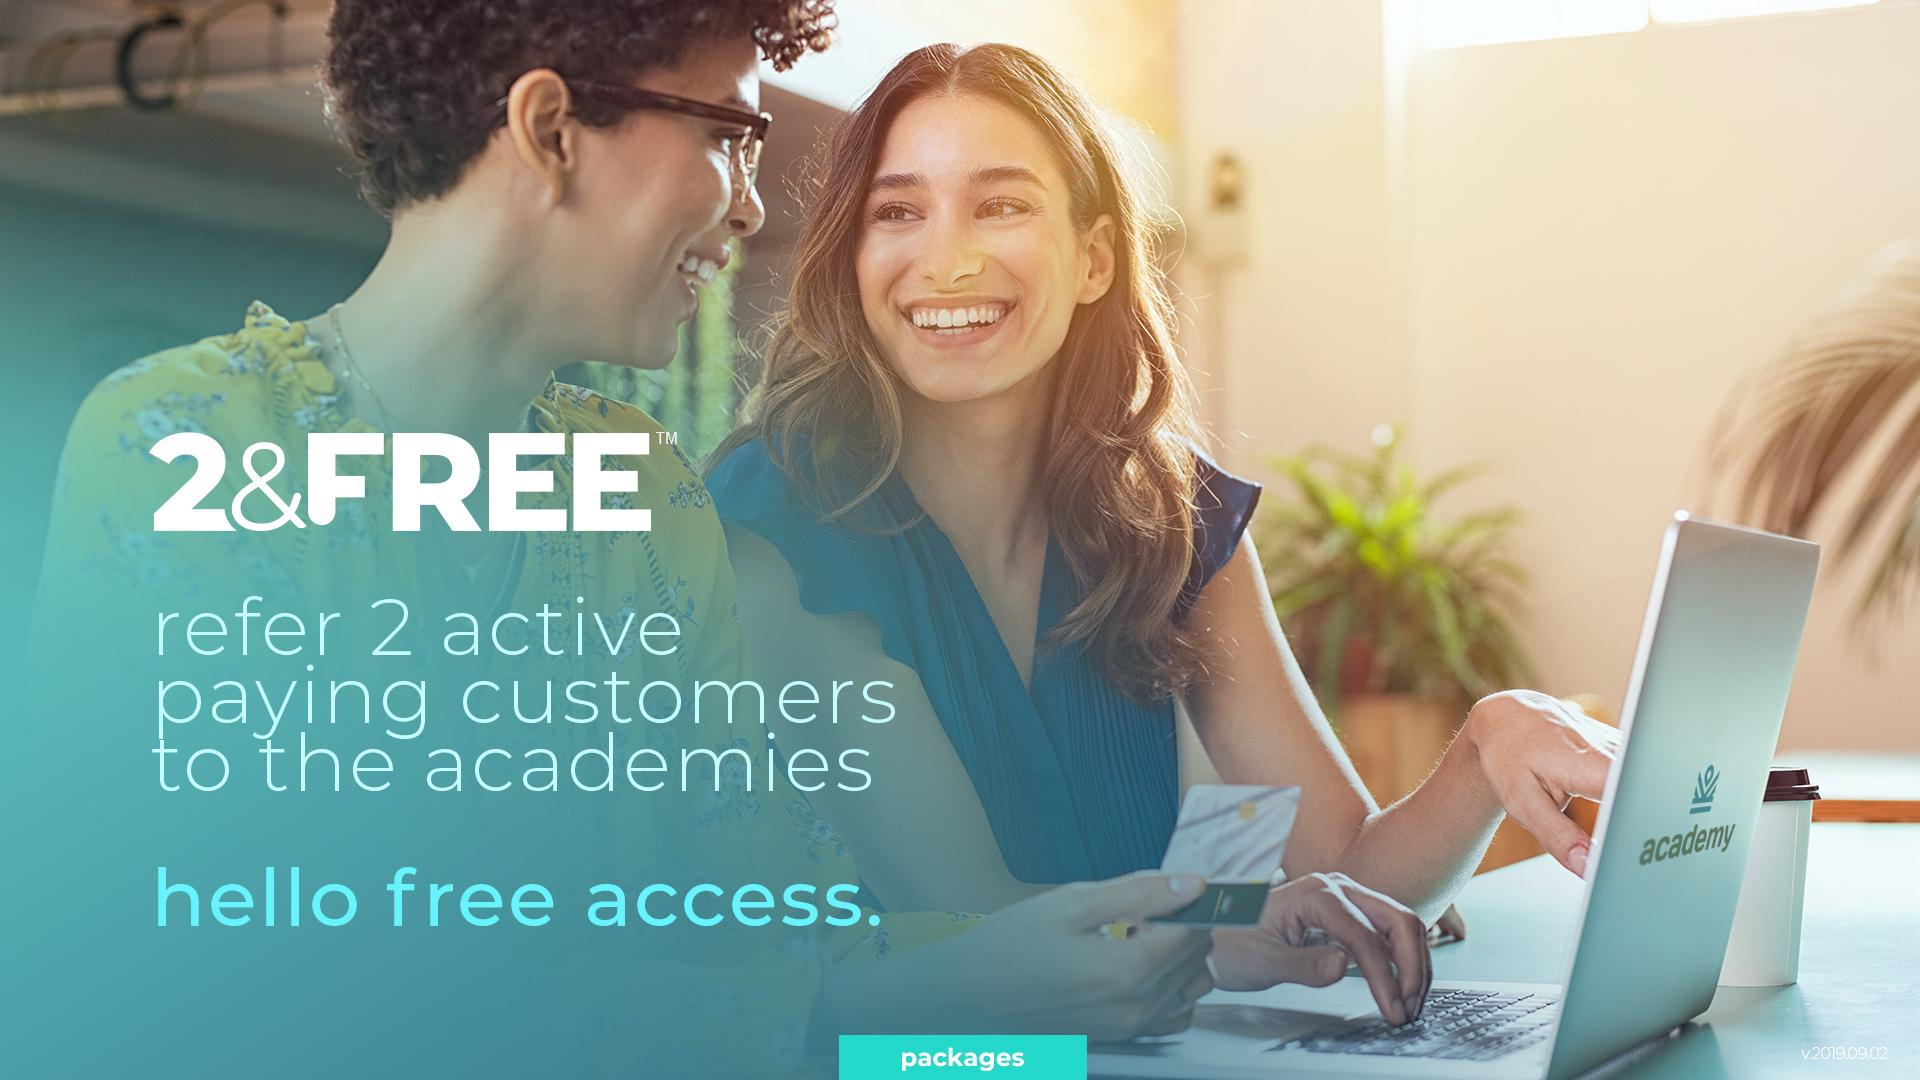 2&FREE™
refer 2 active
paying customers
to the academies
hello free access.
academy
packages
v.2019.09.02